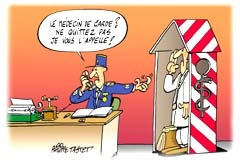 LE MÉDECIN DE GARDE?
NE QUITTEZ PAS
JE VOUS L'APPELLE!